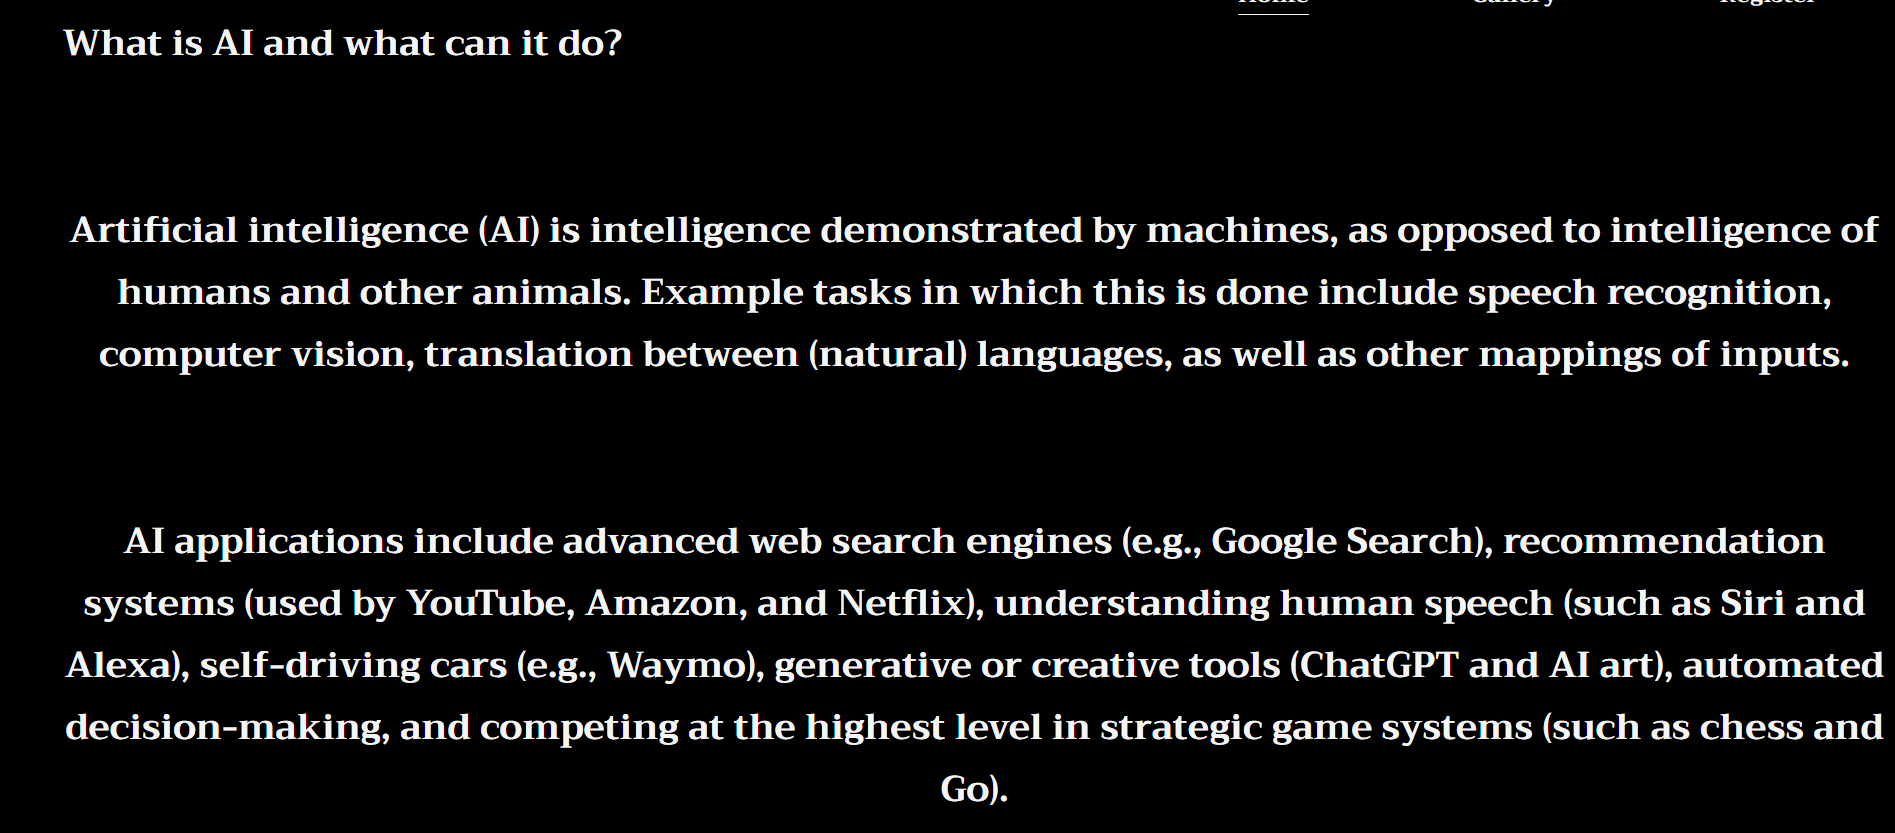 Home Gallery Register
What is AI and what can it do?
Artificial intelligence (AI) is intelligence demonstrated by machines, as opposed to intelligence of
humans and other animals. Example tasks in which this is done include speech recognition,
computer vision, translation between (natural) languages, as well as other mappings of inputs.
AI applications include advanced web search engines (e.g., Google Search), recommendation
systems (used by YouTube, Amazon, and Netflix), understanding human speech (such as Siri and
Alexa), self-driving cars (e.g., Waymo), generative or creative tools (ChatGPT and AI art), automated
decision-making, and competing at the highest level in strategic game systems (such as chess and
Go).